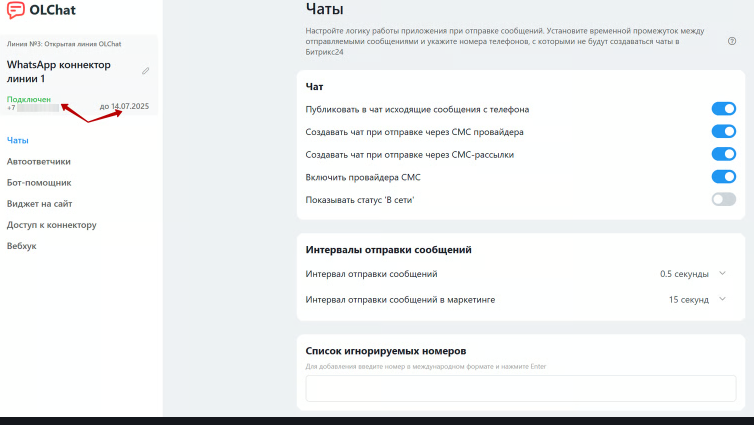 OLChat
Линия №3: Открытая линия OLChat
WhatsApp коннектор
линии 1
Подключен
+7
до 14.07.2025
Чаты
Автоответчики
Бот-помощник
Виджет на сайт
Доступ к коннектору
Вебхук
Чаты
Настройте логику работы приложения при отправке сообщений. Установите временной промежуток между
отправляемыми сообщениями и укажите номера телефонов, с которыми не будут создаваться чаты в
Битрикс24
Чат
Публиковать в чат исходящие сообщения с телефона
Создавать чат при отправке через СМС провайдера
Создавать чат при отправке через СМС-рассылки
Включить провайдера СМС
Показывать статус 'В сети'
Интервалы отправки сообщений
Интервал отправки сообщений 0.5 секунды
Интервал отправки сообщений в маркетинге 15 секунд
Список игнорируемых номеров
Для добавления введите номер в международном формате и нажмите Enter